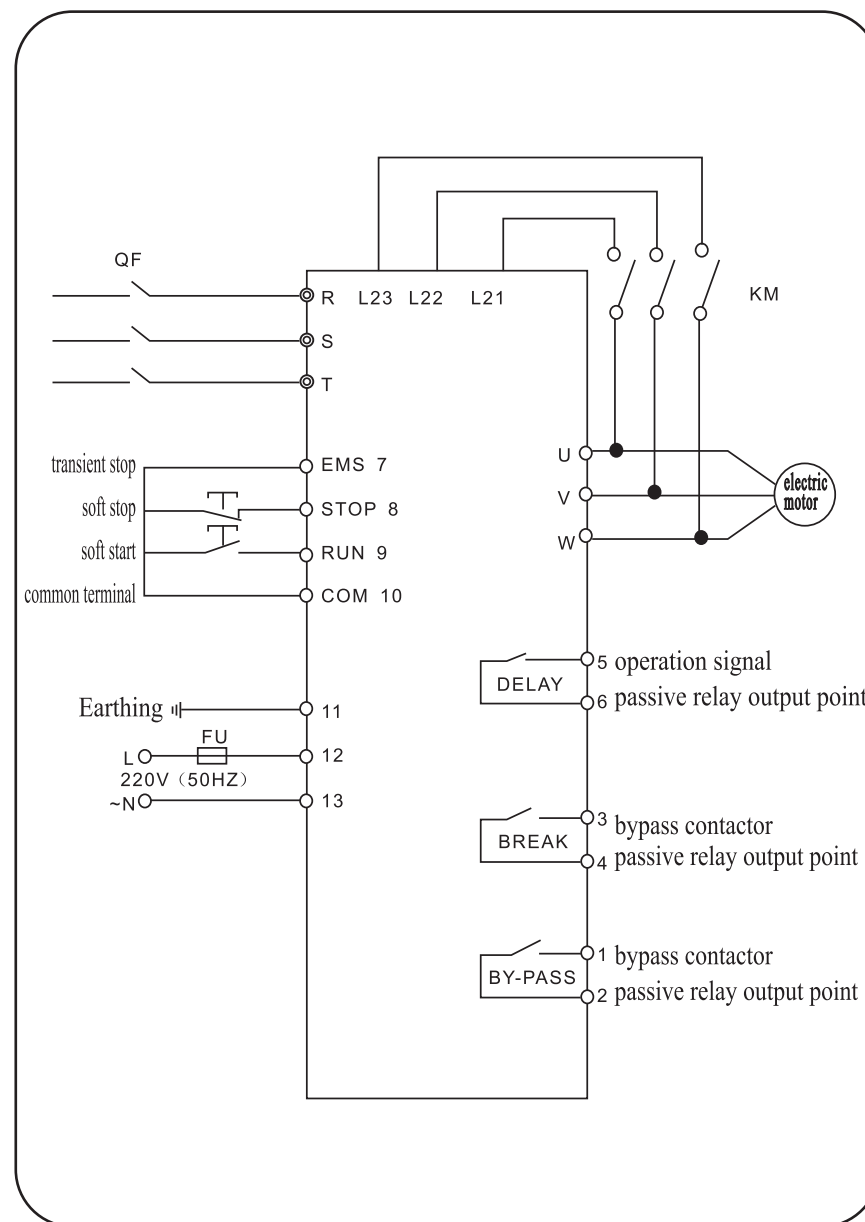 QF
KM
R L23 L22 L21
S
T
transient stop
EMS 7
soft stop
STOP 8
soft start
RUN 9
common terminal
COM 10
U
V
W
electric
motor
Earthing
11
FU
L
12
220V（50HZ）
~N
13
DELAY
5 operation signal
6 passive relay output point
BREAK
3 bypass contactor
4 passive relay output point
BY-PASS
1 bypass contactor
2 passive relay output point